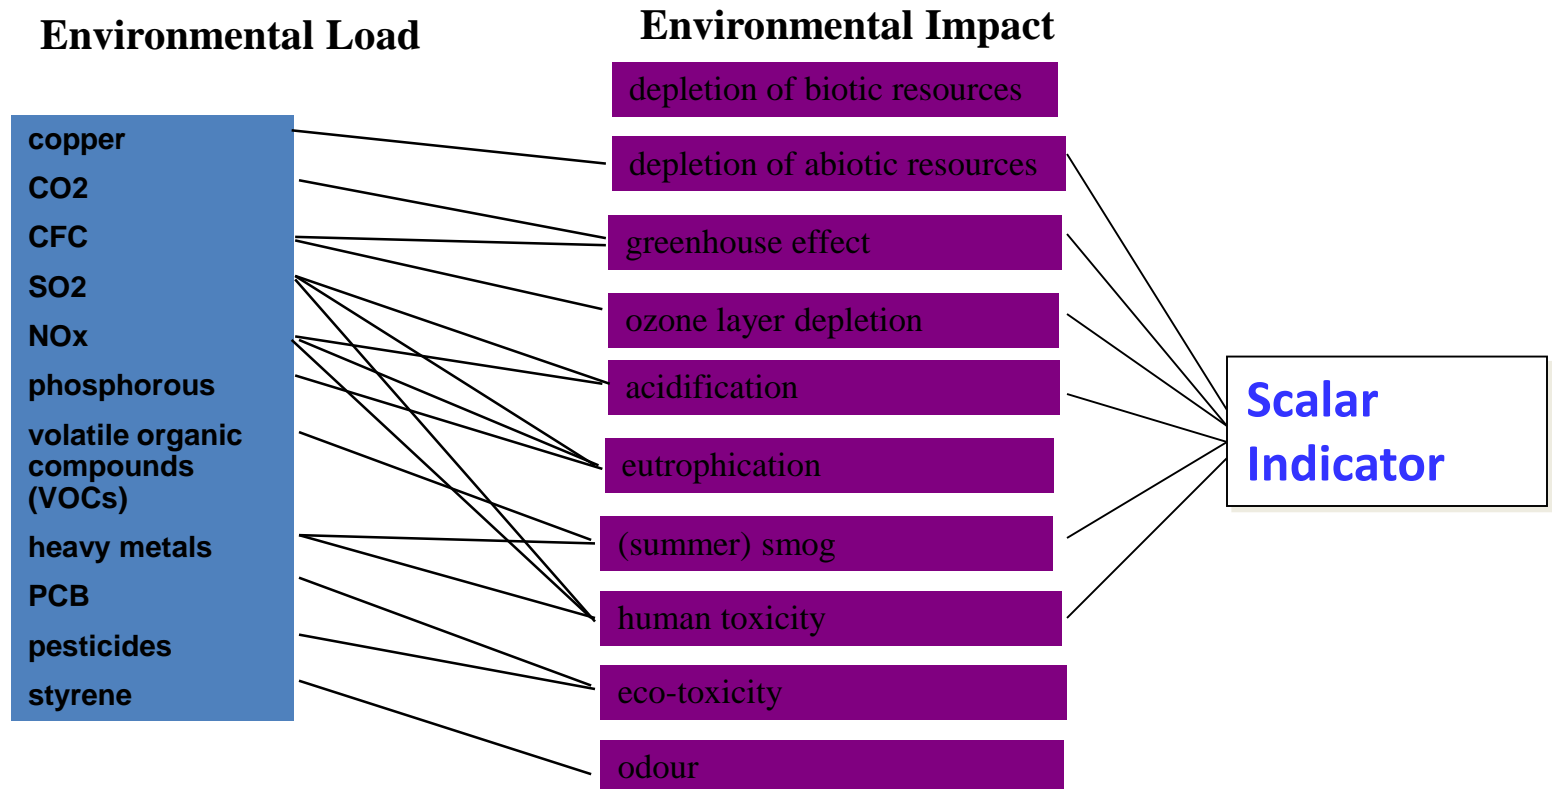 Environmental Load
copper
CO2
CFC
SO2
NOx
phosphorous
volatile organic
compounds
(VOCs)
heavy metals
PCB
pesticides
styrene
Environmental Impact
depletion of biotic resources
depletion of abiotic resources
greenhouse effect
ozone layer depletion
acidification
eutrophication
(summer) smog
human toxicity
eco-toxicity
odour
Scalar
Indicator